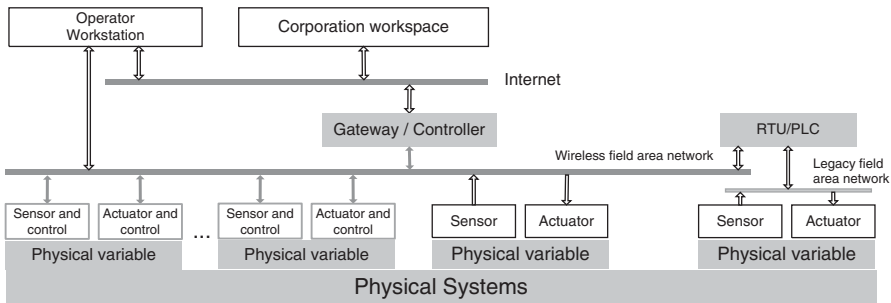 Operator
Workstation
Corporation workspace
Internet
Gateway / Controller
RTU/PLC
Wireless field area network
Legacy field
area network
Sensor and
control
Actuator and
control
...
Sensor and
control
Actuator and
control
Sensor
Actuator
Sensor
Actuator
Physical variable
Physical variable
Physical variable
Physical variable
Physical Systems